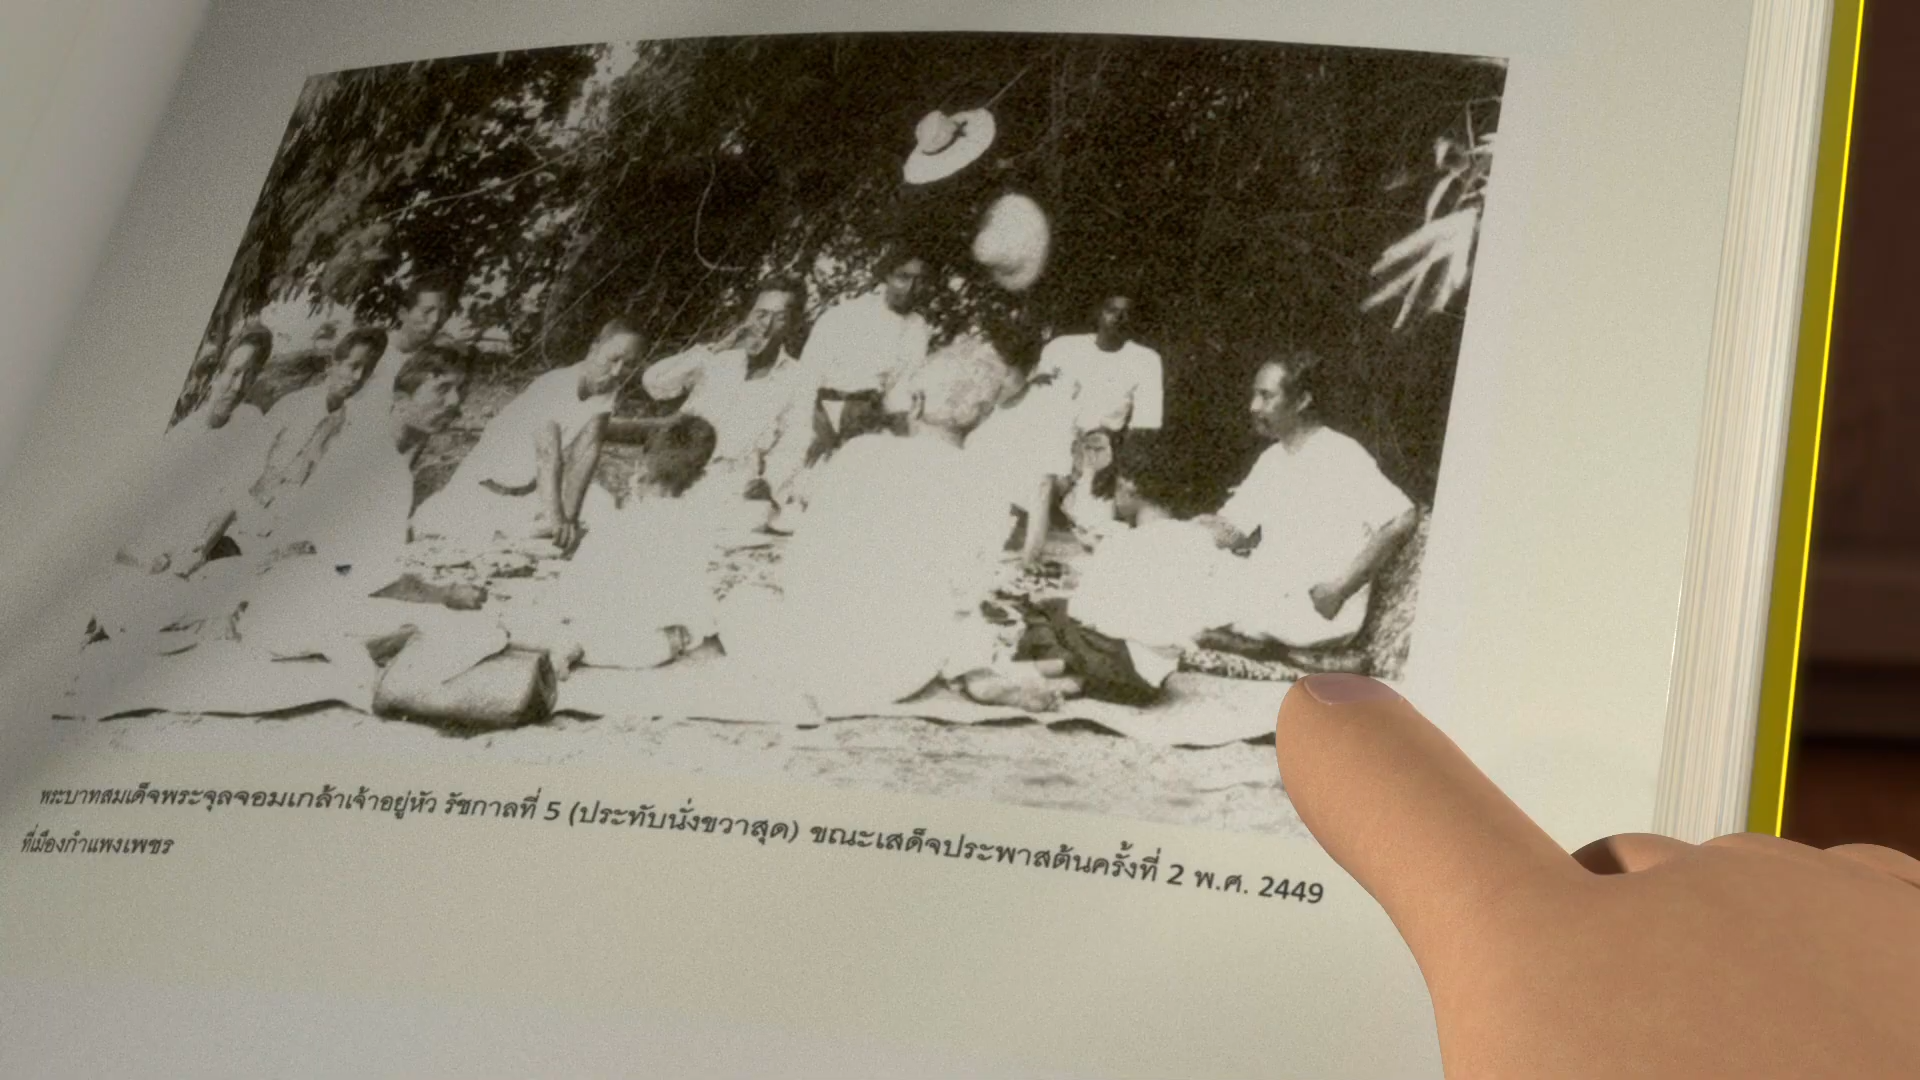 พระบาทสมเด็จพระจุลจอมเกล้าเจ้าอยู่หัว รัชกาลที่ 5 (ประทับนั่งขวาสุด) ขณะเสด็จประพาสต้นครั้งที่ 2 พ.ศ. 2449
ที่เมืองกำแพงเพชร